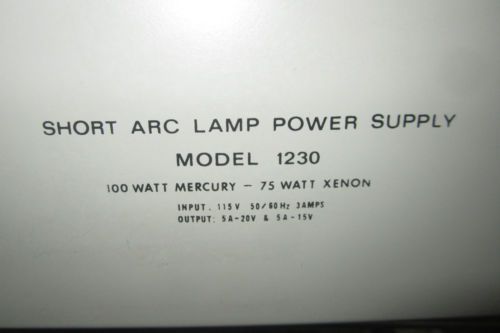 SHORT ARC LAMP POWER SUPPLY
MODEL 1230
100 WATT MERCURY - 75 WATT XENON
INPUT. 115V 50/60Hz 3AMPS
OUTPUT: 5A-20V & 5A-15V